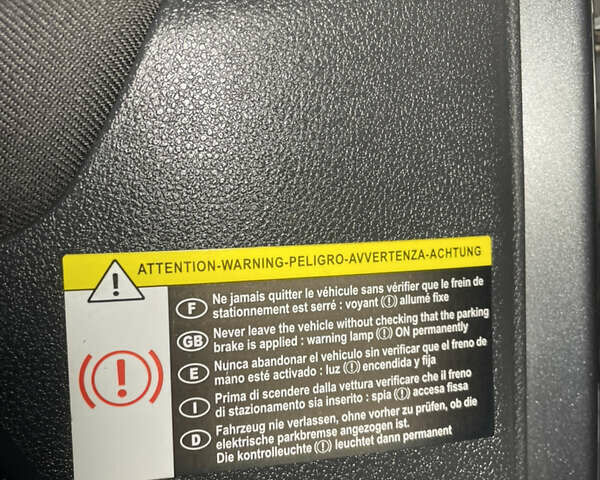 ATTENTION-WARNING-PELIGRO-AVVERTENZA-ACHTUNG
F Ne jamais quitter le véhicule sans vérifier que le frein de
stationnement est serré : voyant (!) allumé fixe
GB Never leave the vehicle without checking that the parking
brake is applied : warning lamp (!) ON permanently
E Nunca abandonar el vehiculo sin verificar que el freno de
mano esté activado : luz (!) encendida y fija
I Prima di scendere dalla vettura verificare che il freno
di stazionamento sia inserito : spia (!) accesa fissa
D Fahrzeug nie verlassen, ohne vorher zu prüfen, ob die
elektrische parkbremse angezogen ist.
Die kontrolleuchte (!) leuchtet dann permanent